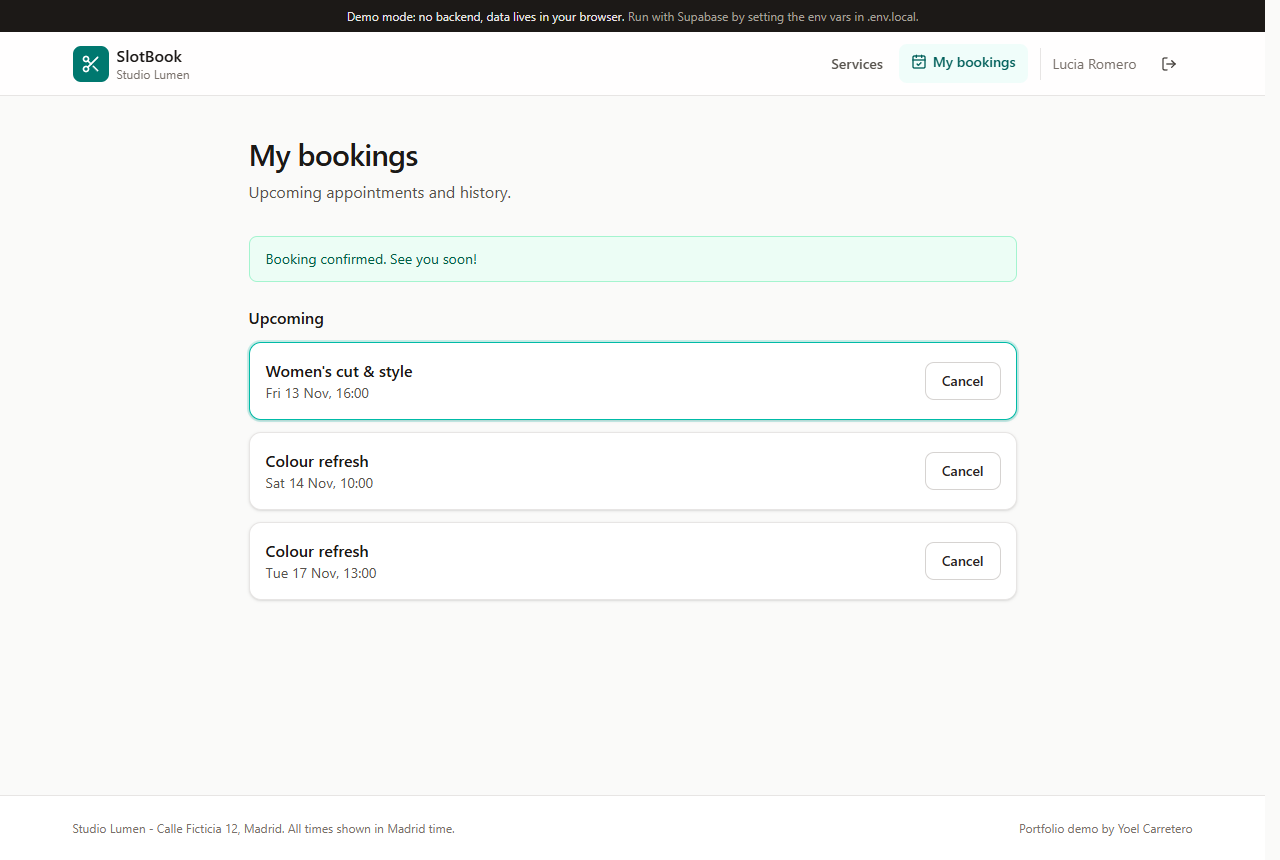 Demo mode: no backend, data lives in your browser. Run with Supabase by setting the env vars in .env.local.
SlotBook
Studio Lumen
Services
My bookings
Lucia Romero
My bookings
Upcoming appointments and history.
Booking confirmed. See you soon!
Upcoming
Women's cut & style
Fri 13 Nov, 16:00
Cancel
Colour refresh
Sat 14 Nov, 10:00
Cancel
Colour refresh
Tue 17 Nov, 13:00
Cancel
Studio Lumen - Calle Ficticia 12, Madrid. All times shown in Madrid time.
Portfolio demo by Yoel Carretero